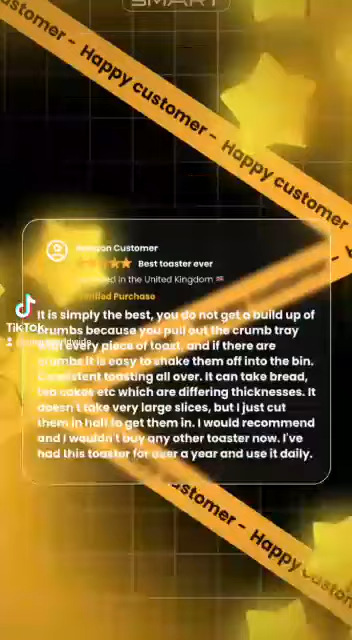 SMART
customer - Happy customer - Happy customer
Amazon Customer
Best toaster ever
in the United Kingdom
Verified Purchase
It is simply the best, you do not get a build up of
crumbs because you pull out the crumb tray
with every piece of toast, and if there are
crumbs it is easy to shake them off into the bin.
Consistent toasting all over. It can take bread,
tea cakes etc which are differing thicknesses. It
doesn't take very large slices, but I just cut
them in half to get them in. I would recommend
and I wouldn't buy any other toaster now. I've
had this toaster for over a year and use it daily.
TikTok
customer - Happy customer